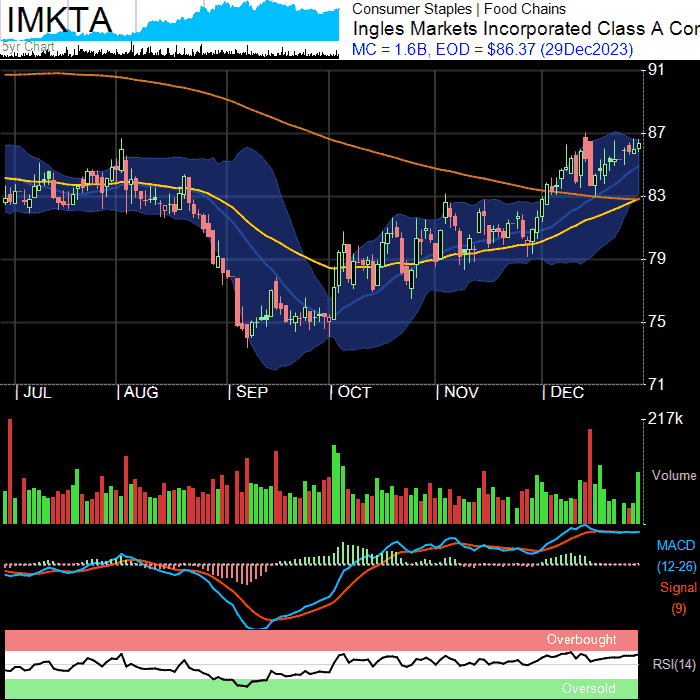 IMKTA
5yr Chart
Consumer Staples | Food Chains
Ingles Markets Incorporated Class A Cor
MC = 1.6B, EOD = $86.37 (29Dec2023)
91
87
83
79
75
71
| JUL | AUG | SEP | OCT | NOV | DEC
217k
Volume
MACD
(12-26)
Signal
(9)
Overbought
RSI(14)
Oversold